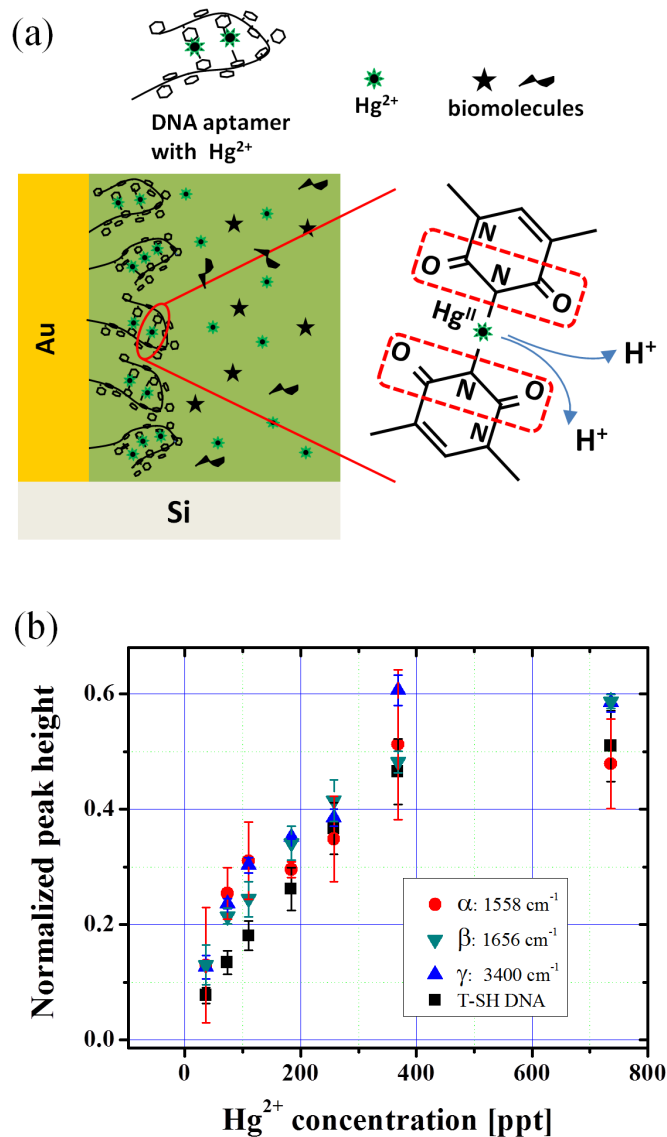 (a)
DNA aptamer
with Hg²⁺
Hg²⁺
biomolecules
Au
Si
N
O
N
O
Hg^II
H⁺
O
N
O
N
H⁺
(b)
Normalized peak height
0.6
0.4
0.2
0.0
α: 1558 cm⁻¹
β: 1656 cm⁻¹
γ: 3400 cm⁻¹
T-SH DNA
0 200 400 600 800
Hg²⁺ concentration [ppt]